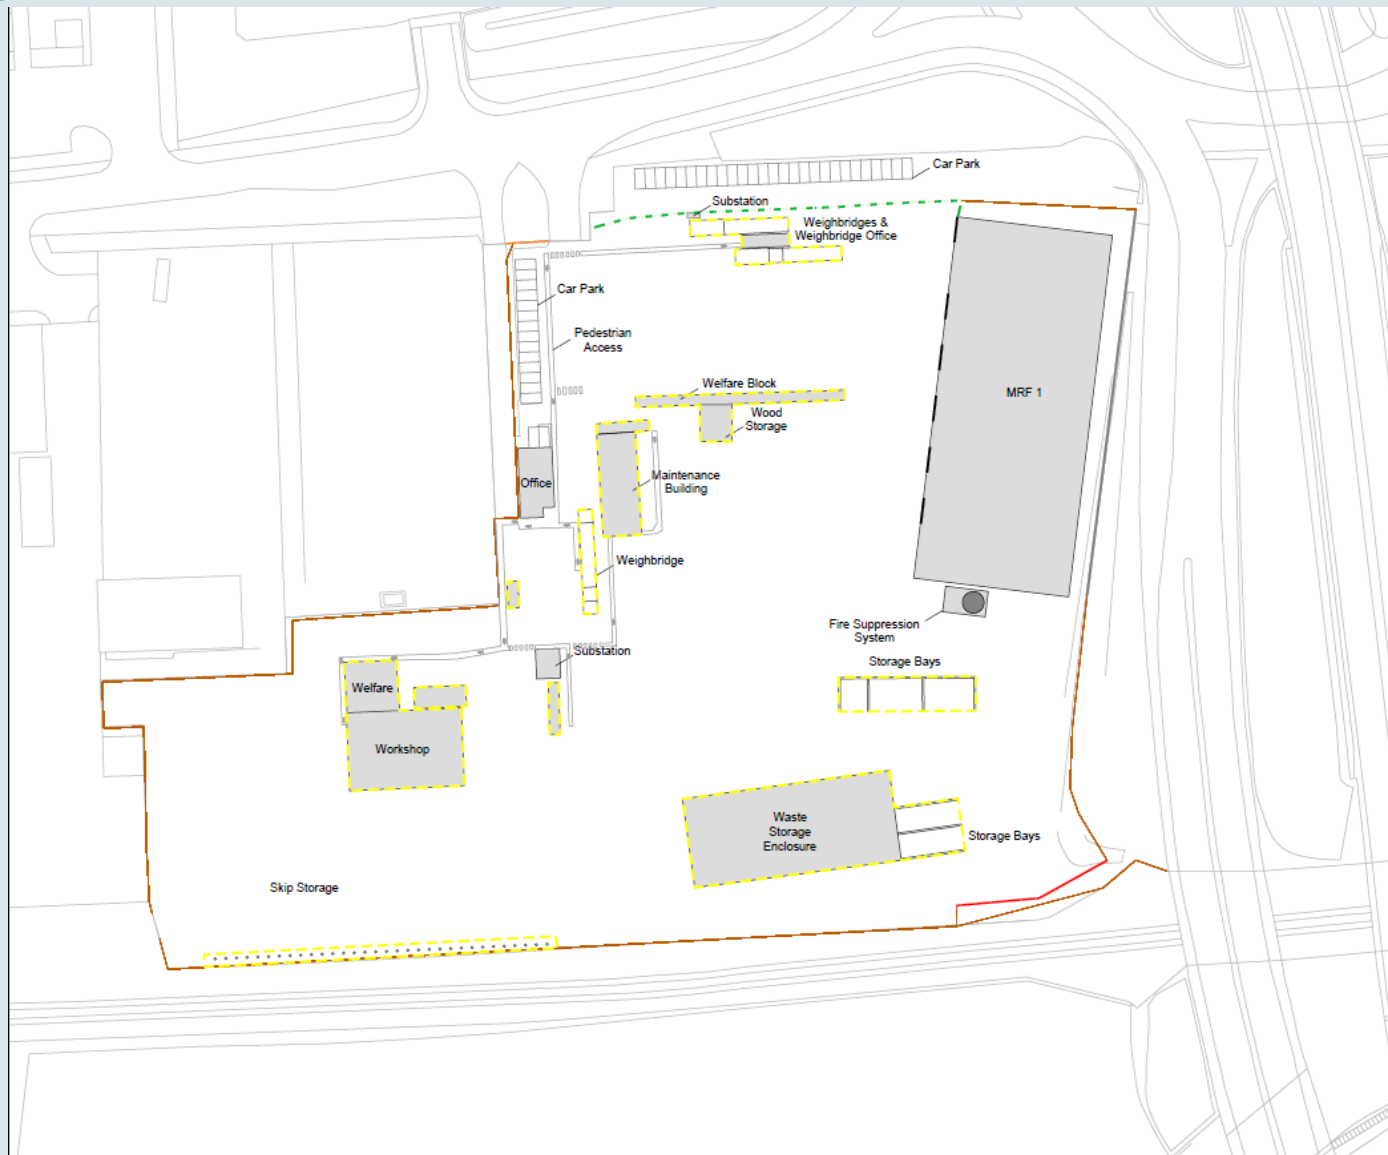 Car Park
Substation
Weighbridges &
Weighbridge Office
Car Park
Pedestrian
Access
Welfare Block
MRF 1
Wood
Storage
Maintenance
Building
Office
Weighbridge
Fire Suppression
System
Substation
Storage Bays
Welfare
Workshop
Waste
Storage
Enclosure
Storage Bays
Skip Storage